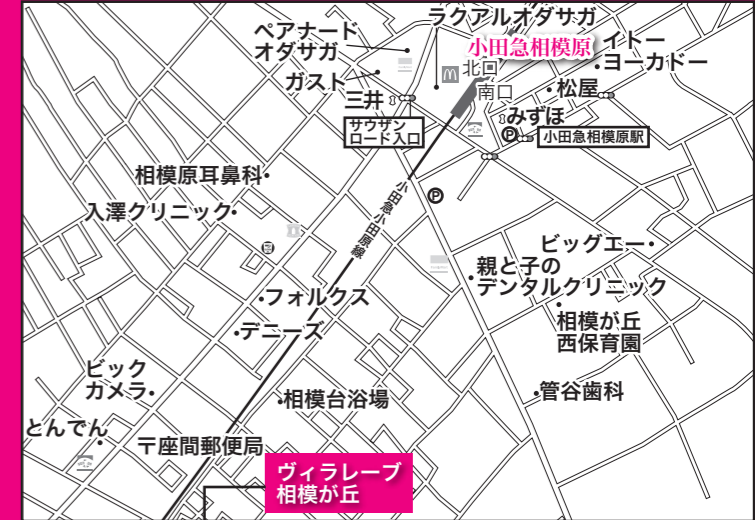 ラクアルオダサガ
ペアナード
オダサガ
小田急相模原
イトー
ヨーカドー
北口
ガスト
南口
松屋
三井
みずほ
サウザン
ロード入口
P
小田急相模原駅
相模原耳鼻科
小田急小田原線
P
入澤クリニック
ビッグエー
親と子の
デンタルクリニック
フォルクス
相模が丘
西保育園
デニーズ
ビック
カメラ
相模台浴場
管谷歯科
とんでん
〒座間郵便局
ヴィラレーブ
相模が丘